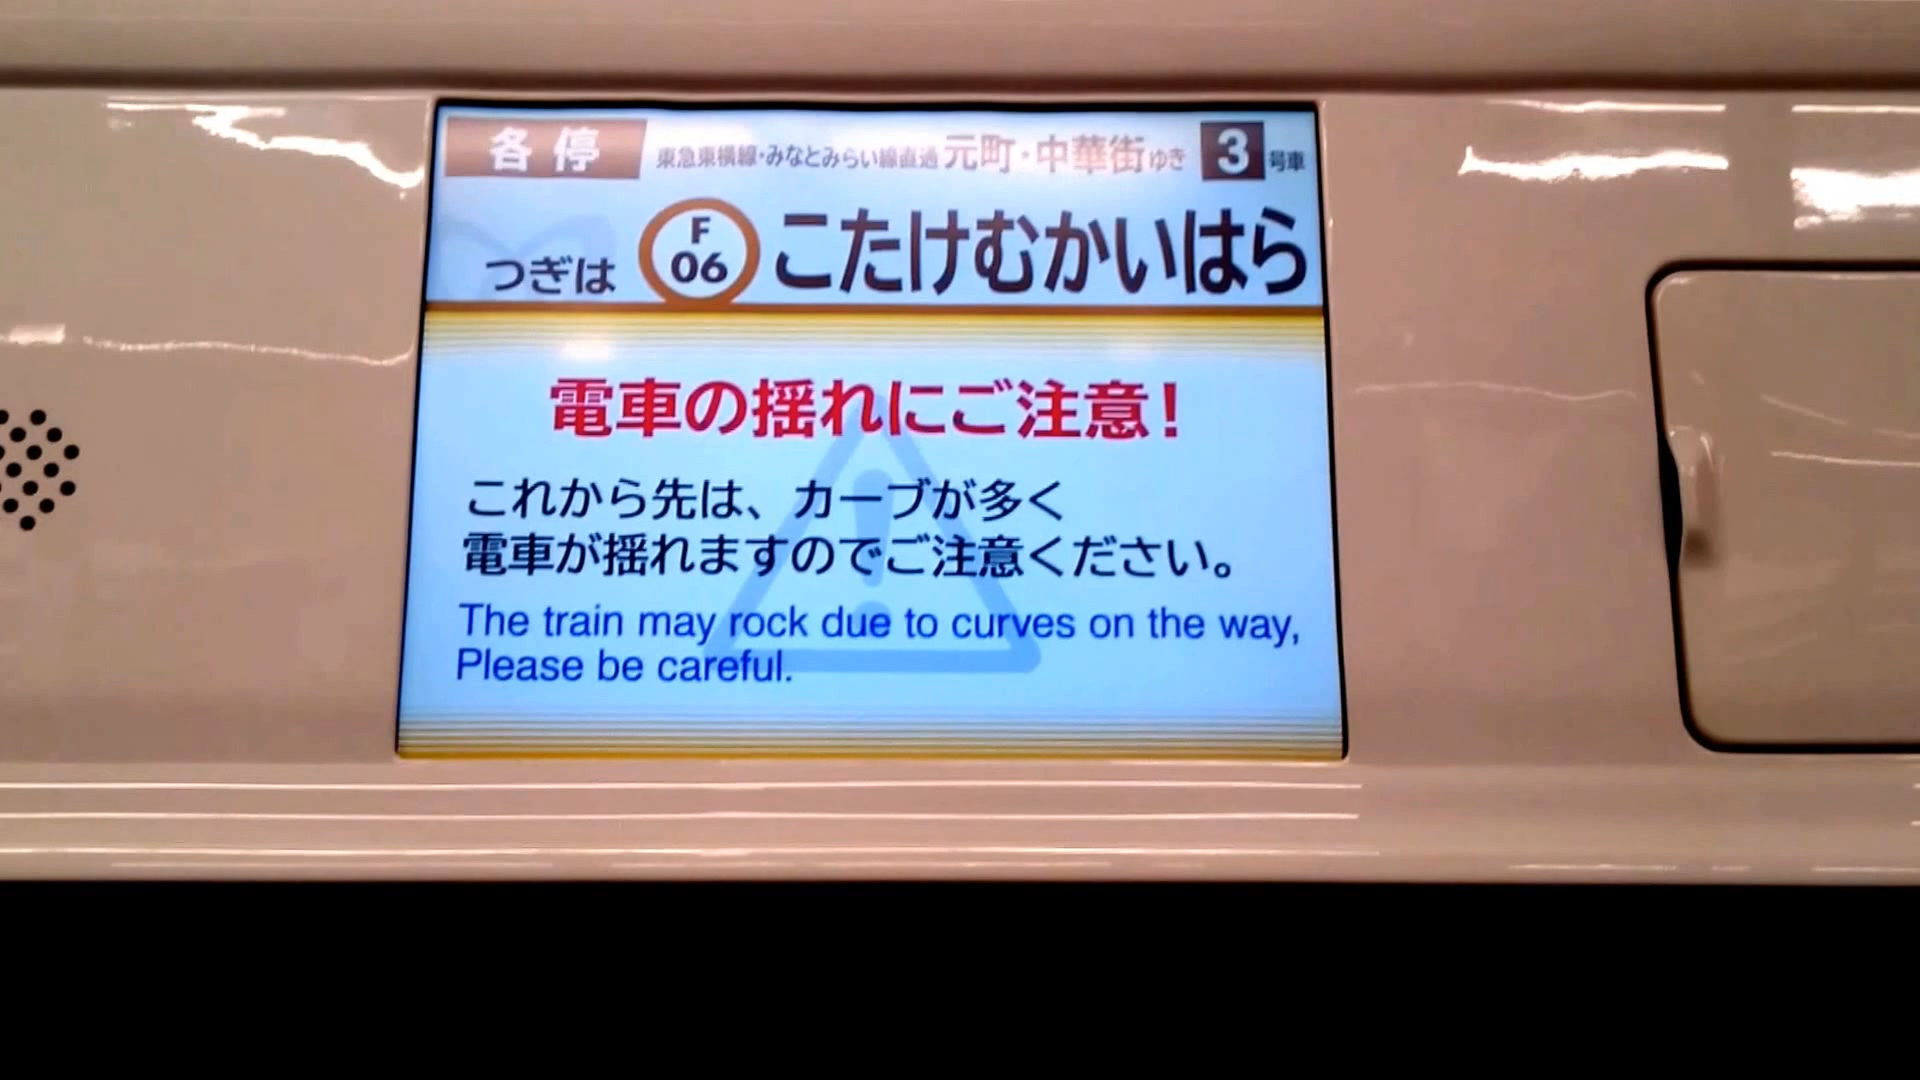 各停 東急東横線・みなとみらい線直通 元町・中華街ゆき 3号車
つぎは F 06 こたけむかいはら
電車の揺れにご注意！
これから先は、カーブが多く
電車が揺れますのでご注意ください。
The train may rock due to curves on the way,
Please be careful.